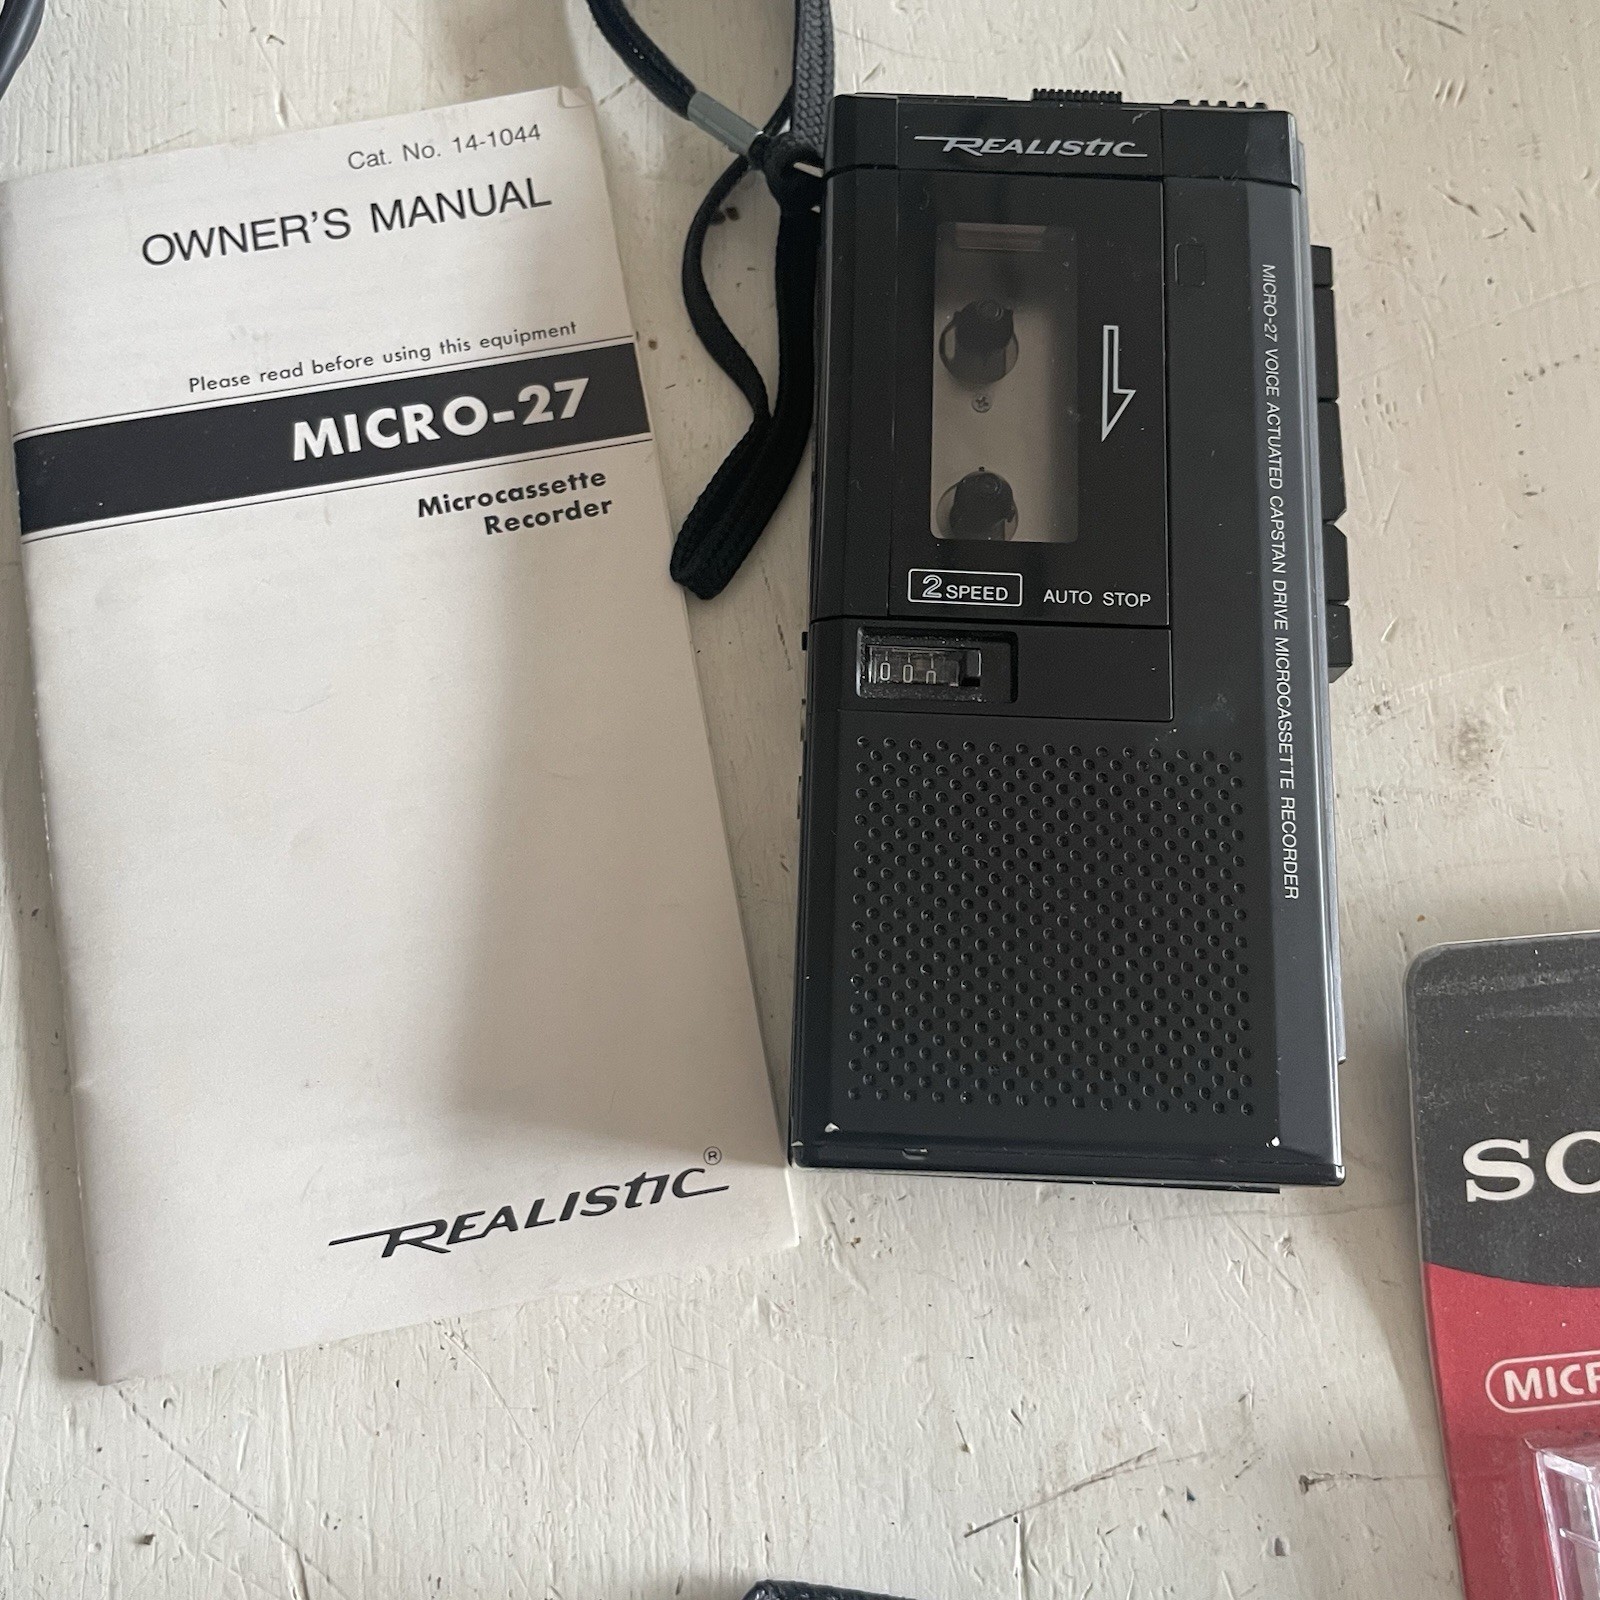 Cat. No. 14-1044
OWNER'S MANUAL
Please read before using this equipment
MICRO-27
Microcassette
Recorder
REALISTIC®
REALISTIC
2 SPEED
AUTO STOP
MICRO-27 VOICE ACTUATED CAPSTAN DRIVE MICROCASSETTE RECORDER